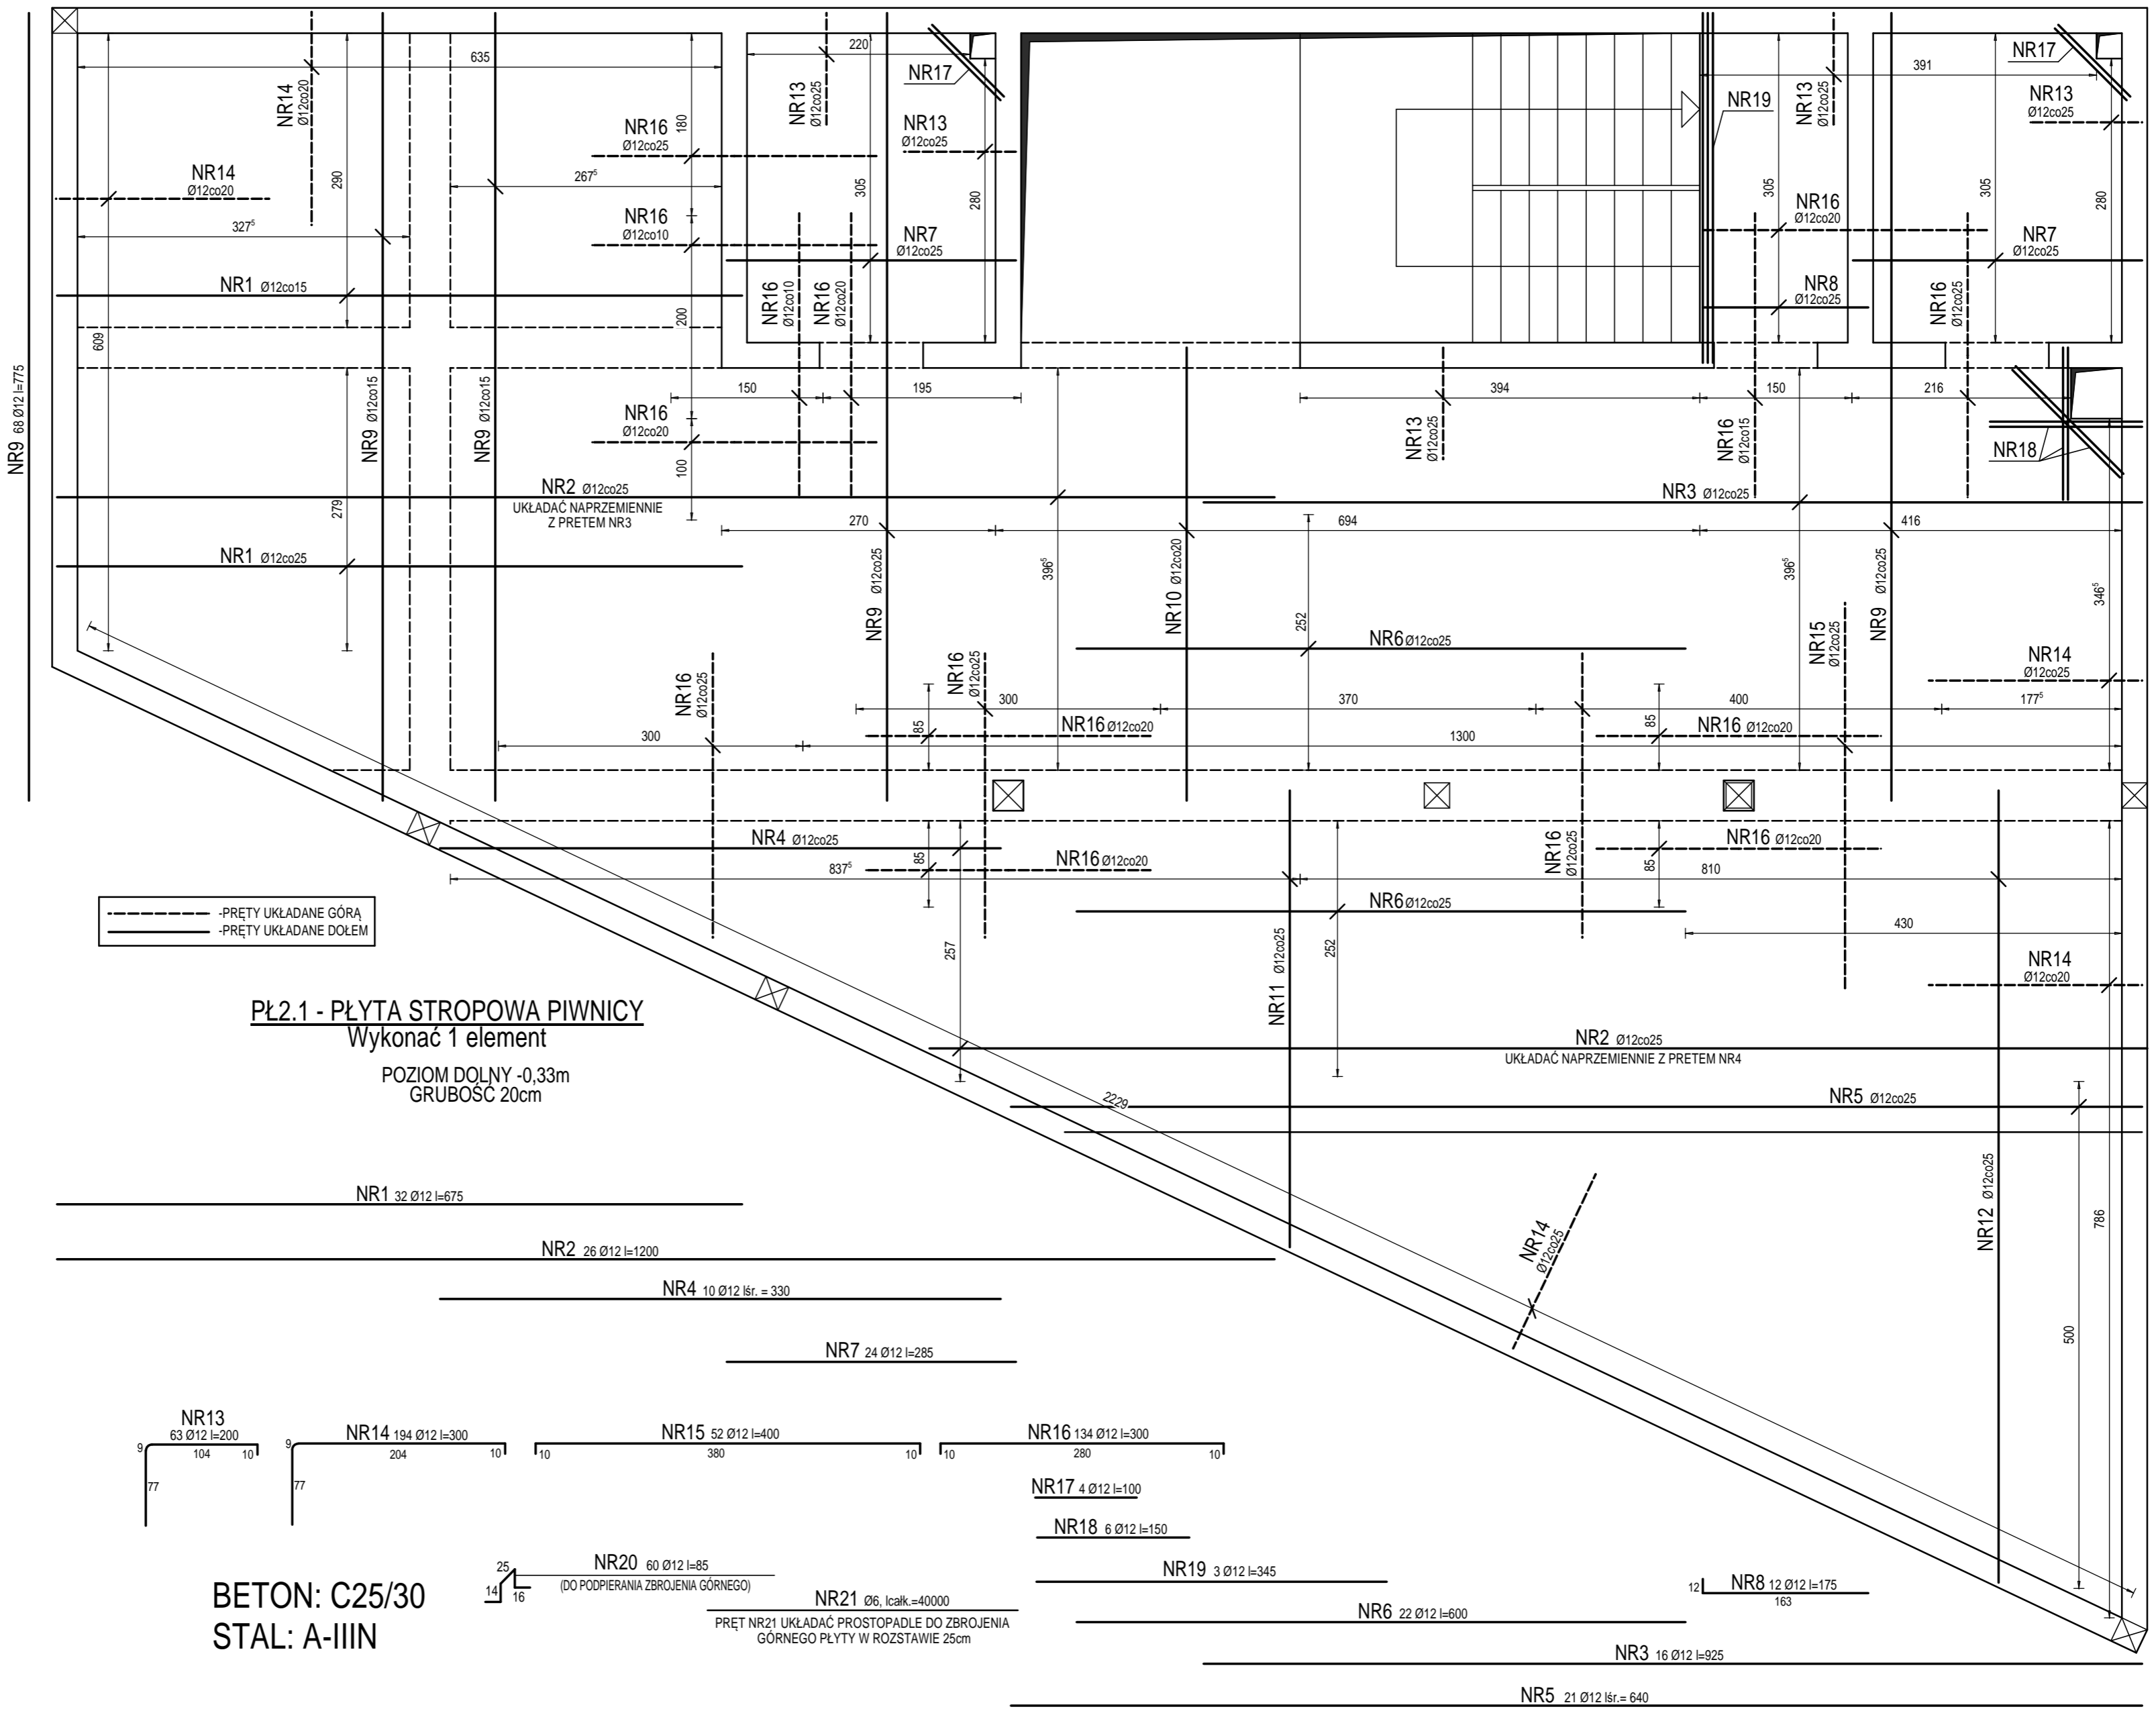 635
220
391
NR17
NR17
NR14
Ø12co20
NR13
Ø12co25
NR13
Ø12co25
NR19
NR13
Ø12co25
NR13
Ø12co25
NR16
Ø12co25
180
290
NR14
Ø12co20
267⁵
305
280
305
305
280
327⁵
NR16
Ø12co10
NR7
Ø12co25
NR16
Ø12co20
NR7
Ø12co25
NR1 Ø12co15
NR16
Ø12co10
NR16
Ø12co20
NR8
Ø12co25
NR16
Ø12co25
200
609
NR9 68 Ø12 l=775
NR9 Ø12co15
NR9 Ø12co15
150
195
394
150
216
NR16
Ø12co20
100
NR13
Ø12co25
NR16
Ø12co15
NR18
NR2 Ø12co25
UKŁADAĆ NAPRZEMIENNIE
Z PRETEM NR3
NR3 Ø12co25
279
270
694
416
NR1 Ø12co25
NR9 Ø12co25
396⁵
NR10 Ø12co20
252
396⁵
NR9 Ø12co25
346⁵
NR6 Ø12co25
NR15
Ø12co25
NR14
Ø12co25
NR16
Ø12co25
NR16
Ø12co25
300
370
400
177⁵
85
NR16 Ø12co20
85
NR16 Ø12co20
300
1300
NR4 Ø12co25
85
NR16 Ø12co20
NR16
Ø12co25
NR16 Ø12co20
85
837⁵
810
NR6 Ø12co25
430
-PRĘTY UKŁADANE GÓRĄ
-PRĘTY UKŁADANE DOŁEM
257
NR11 Ø12co25
252
NR14
Ø12co20
PŁ2.1 - PŁYTA STROPOWA PIWNICY
Wykonać 1 element
POZIOM DOLNY -0,33m
GRUBOŚĆ 20cm
NR2 Ø12co25
UKŁADAĆ NAPRZEMIENNIE Z PRETEM NR4
2229
NR5 Ø12co25
NR12 Ø12co25
786
500
NR14
Ø12co25
NR1 32 Ø12 l=675
NR2 26 Ø12 l=1200
NR4 10 Ø12 lśr. = 330
NR7 24 Ø12 l=285
NR13
63 Ø12 l=200
9
104
10
77
NR14 194 Ø12 l=300
9
204
10
77
NR15 52 Ø12 l=400
10
380
10
NR16 134 Ø12 l=300
10
280
10
NR17 4 Ø12 l=100
NR18 6 Ø12 l=150
NR19 3 Ø12 l=345
BETON: C25/30
STAL: A-IIIN
25
14
16
NR20 60 Ø12 l=85
(DO PODPIERANIA ZBROJENIA GÓRNEGO)
NR21 Ø6, lcałk.=40000
PRĘT NR21 UKŁADAĆ PROSTOPADLE DO ZBROJENIA
GÓRNEGO PŁYTY W ROZSTAWIE 25cm
12
NR8 12 Ø12 l=175
163
NR6 22 Ø12 l=600
NR3 16 Ø12 l=925
NR5 21 Ø12 lśr.= 640